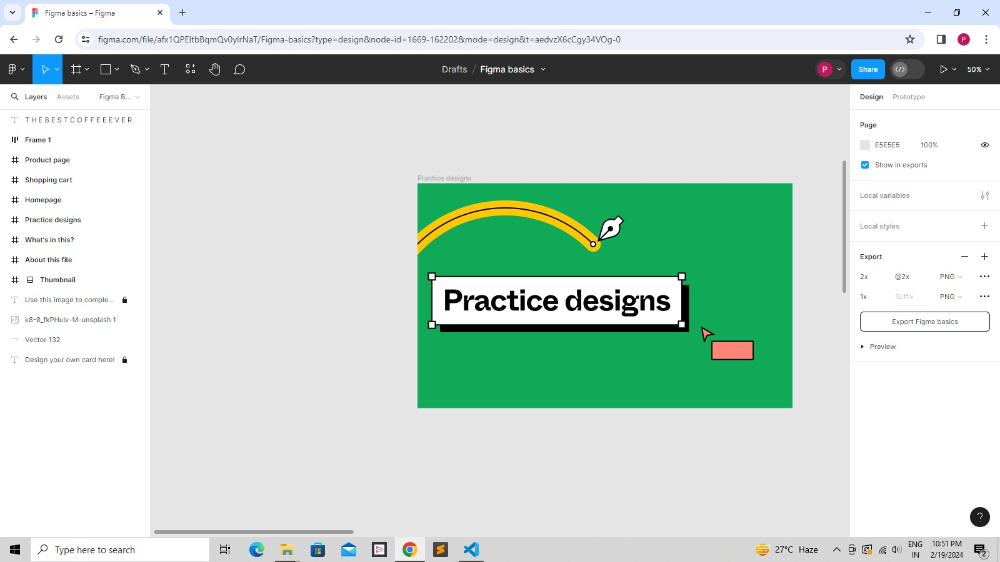 Figma basics – Figma
figma.com/file/afx1QPEItbBqmQv0ylrNaT/Figma-basics?type=design&node-id=1669-162202&mode=design&t=aedvzX6cCgy34VOg-0
P
Drafts / Figma basics
P
Share
50%
Layers
Assets
Figma B...
THEBESTCOFFEEEVER
Frame 1
Product page
Shopping cart
Homepage
Practice designs
What's in this?
About this file
Thumbnail
Use this image to comple...
k8-0_fkPHulv-M-unsplash 1
Vector 132
Design your own card here!
Practice designs
Practice designs
Design
Prototype
Page
E5E5E5
100%
Show in exports
Local variables
Local styles
Export
2x
@2x
PNG
1x
Suffix
PNG
Export Figma basics
Preview
?
Type here to search
27°C Haze
ENG
IN
10:51 PM
2/19/2024
2